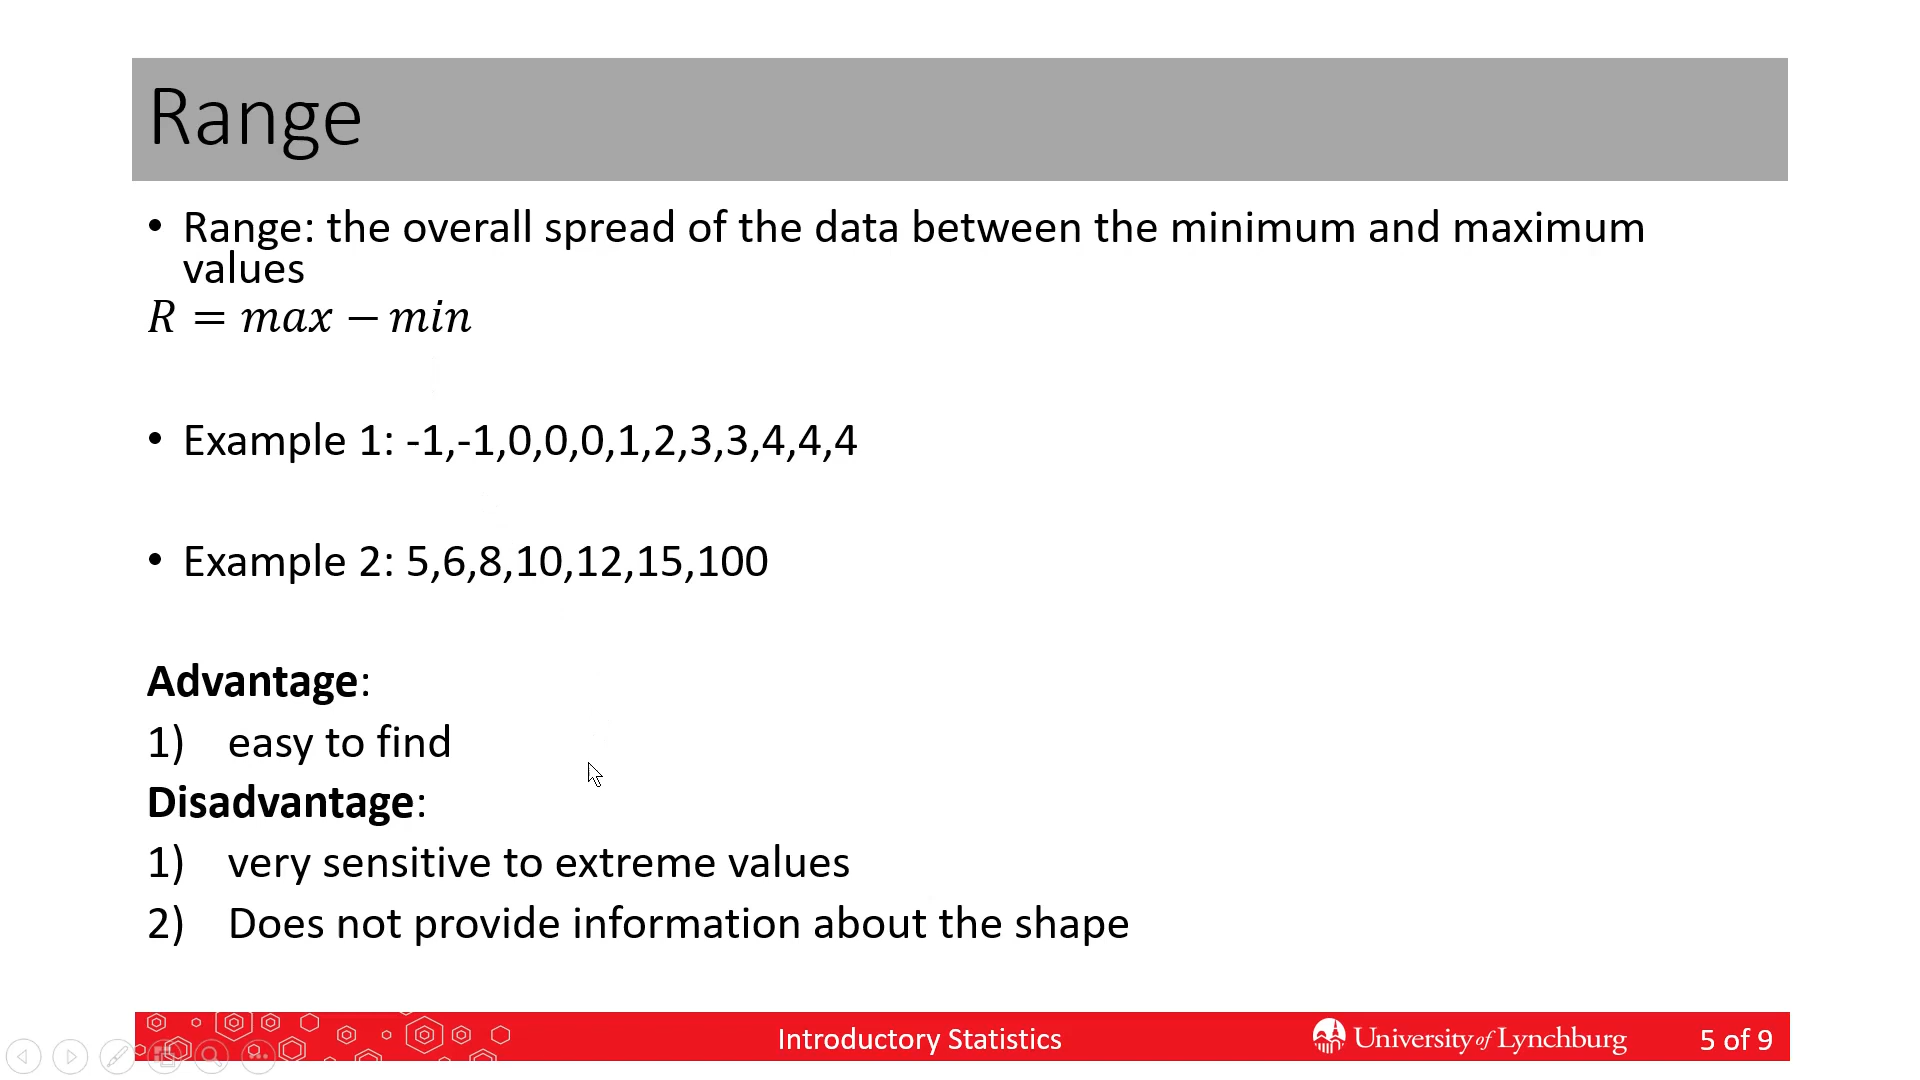 Range
• Range: the overall spread of the data between the minimum and maximum
values
R = max − min
• Example 1: -1,-1,0,0,0,1,2,3,3,4,4,4
• Example 2: 5,6,8,10,12,15,100
Advantage:
1) easy to find
Disadvantage:
1) very sensitive to extreme values
2) Does not provide information about the shape
Introductory Statistics
University of Lynchburg
5 of 9